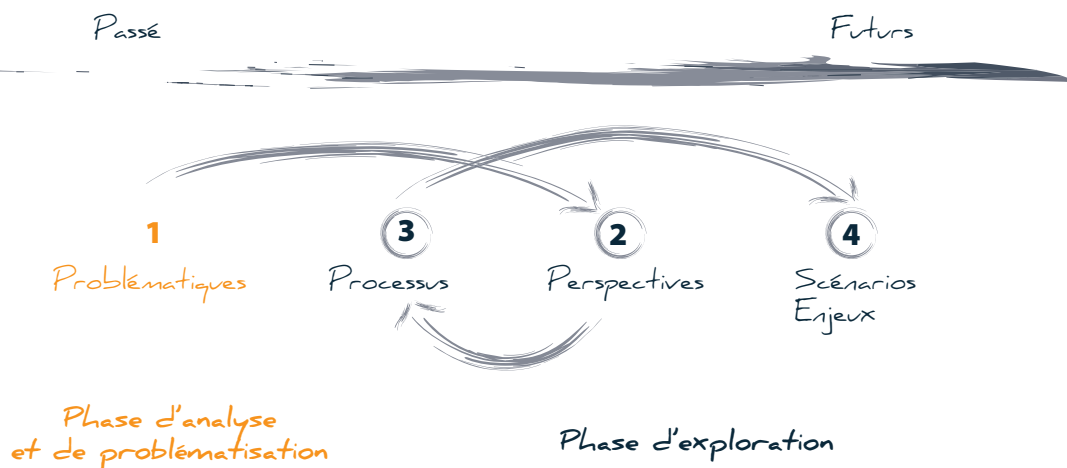 Passé
Futurs
1
3
2
4
Problématiques
Processus
Perspectives
Scénarios
Enjeux
Phase d'analyse
et de problématisation
Phase d'exploration